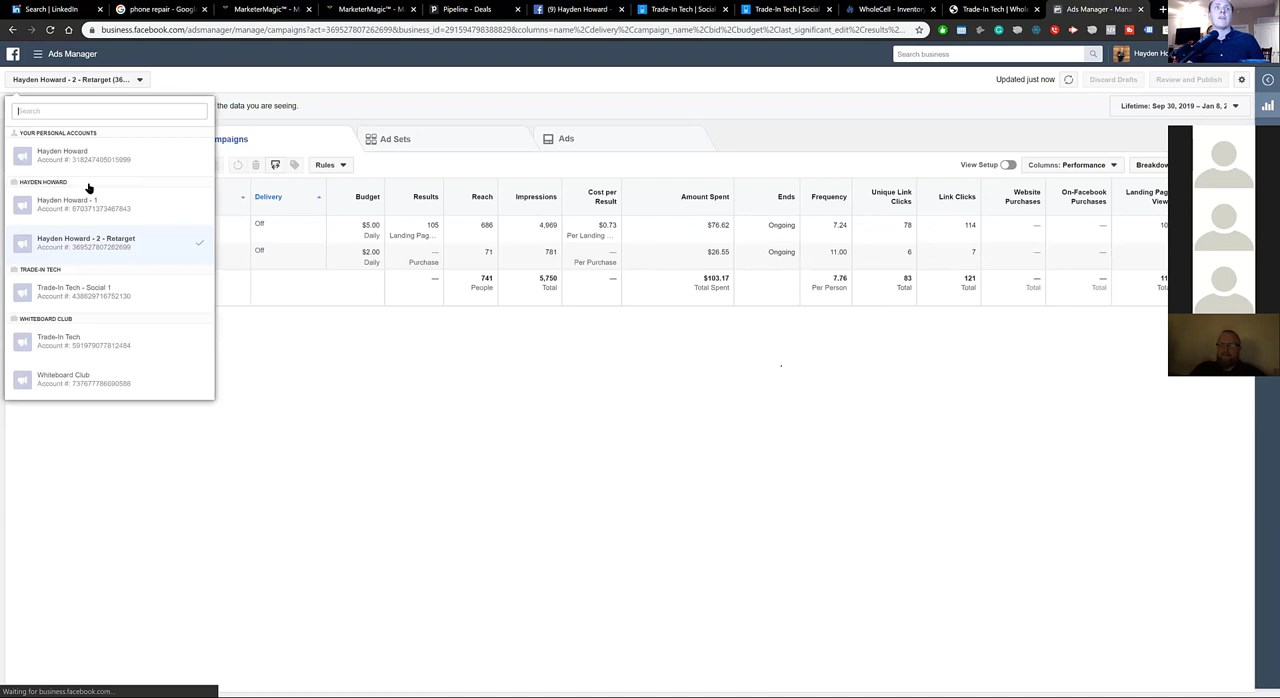 Search | LinkedIn
phone repair - Googl
MarketerMagic™ - M
MarketerMagic™ - M
Pipeline - Deals
(9) Hayden Howard -
Trade-In Tech | Social
Trade-In Tech | Social
WholeCell - Inventory
Trade-In Tech | Whol
Ads Manager - Mana
business.facebook.com/adsmanager/manage/campaigns?act=369527807262699&business_id=291594798388829&columns=name%2Cdelivery%2Ccampaign_name%2Cbid%2Cbudget%2Clast_significant_edit%2Cresults%2C...
Ads Manager
Search business
Hayden Ho
Hayden Howard - 2 - Retarget (36...
Updated just now
Discard Drafts
Review and Publish
Search
the data you are seeing.
Lifetime: Sep 30, 2019 – Jan 8, 2
YOUR PERSONAL ACCOUNTS
Hayden Howard
Account #: 318247405015999
HAYDEN HOWARD
Hayden Howard - 1
Account #: 670371373467843
Hayden Howard - 2 - Retarget
Account #: 369527807262699
TRADE-IN TECH
Trade-In Tech - Social 1
Account #: 438629716752130
WHITEBOARD CLUB
Trade-In Tech
Account #: 591979077812484
Whiteboard Club
Account #: 737677786690588
mpaigns
Ad Sets
Ads
Rules
View Setup
Columns: Performance
Breakdow
Delivery
Budget
Results
Reach
Impressions
Cost per Result
Amount Spent
Ends
Frequency
Unique Link Clicks
Link Clicks
Website Purchases
On-Facebook Purchases
Landing Pag View
Off
$5.00
Daily
105
Landing Pag...
686
4,969
$0.73
Per Landing ...
$76.62
Ongoing
7.24
78
114
—
—
10
Off
$2.00
Daily
—
Purchase
71
781
—
Per Purchase
$26.55
Ongoing
11.00
6
7
—
—
—
741
People
5,750
Total
—
$103.17
Total Spent
7.76
Per Person
83
Total
121
Total
—
Total
—
Total
11
Waiting for business.facebook.com...